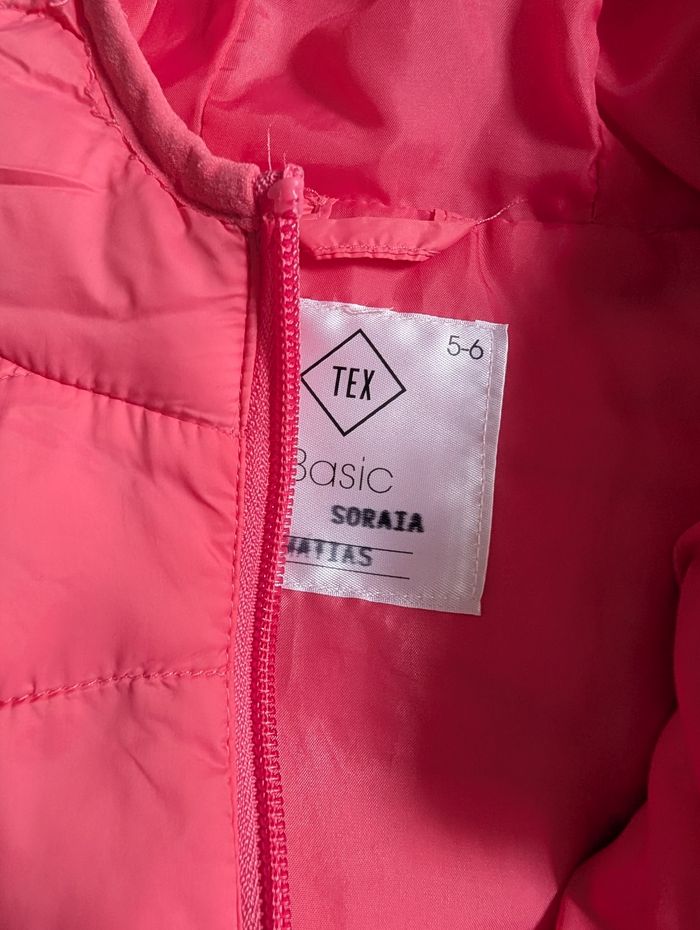 5-6
TEX
Basic
SORAIA
MATIAS